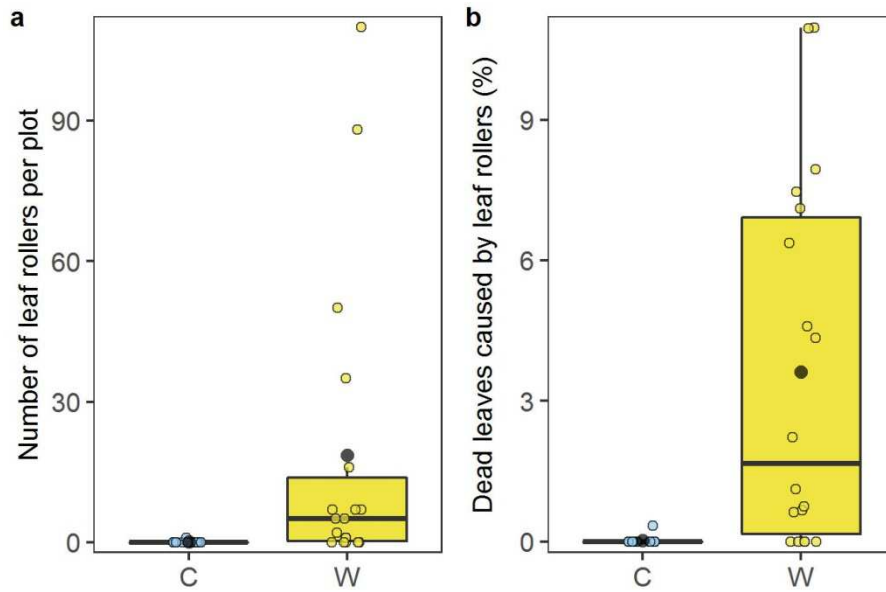 a
b
Number of leaf rollers per plot
90
60
30
0
C
W
Dead leaves caused by leaf rollers (%)
9
6
3
0
C
W